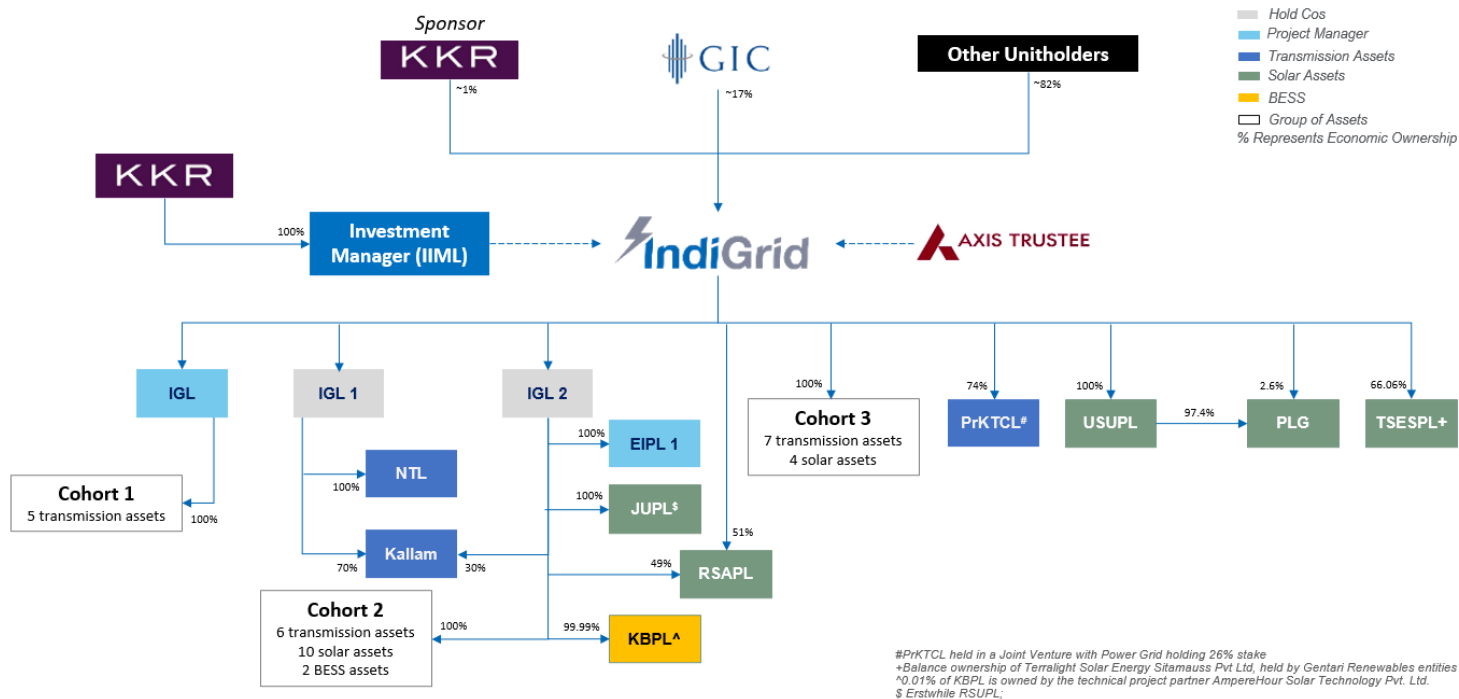 Sponsor
KKR
GIC
Other Unitholders
~1%
~17%
~82%
Hold Cos
Project Manager
Transmission Assets
Solar Assets
BESS
Group of Assets
% Represents Economic Ownership
KKR
100%
Investment
Manager (IIML)
IndiGrid
AXIS TRUSTEE
IGL
IGL 1
IGL 2
100%
Cohort 3
7 transmission assets
4 solar assets
74%
PrKTCL#
100%
USUPL
97.4%
2.6%
PLG
66.06%
TSESPL+
100%
EIPL 1
NTL
100%
Cohort 1
5 transmission assets
100%
100%
JUPL$
51%
Kallam
70%
30%
49%
RSAPL
Cohort 2
6 transmission assets
10 solar assets
2 BESS assets
100%
99.99%
KBPL^
#PrKTCL held in a Joint Venture with Power Grid holding 26% stake
+Balance ownership of Terralight Solar Energy Sitamauss Pvt Ltd, held by Gentari Renewables entities
^0.01% of KBPL is owned by the technical project partner AmpereHour Solar Technology Pvt. Ltd.
$ Erstwhile RSUPL;